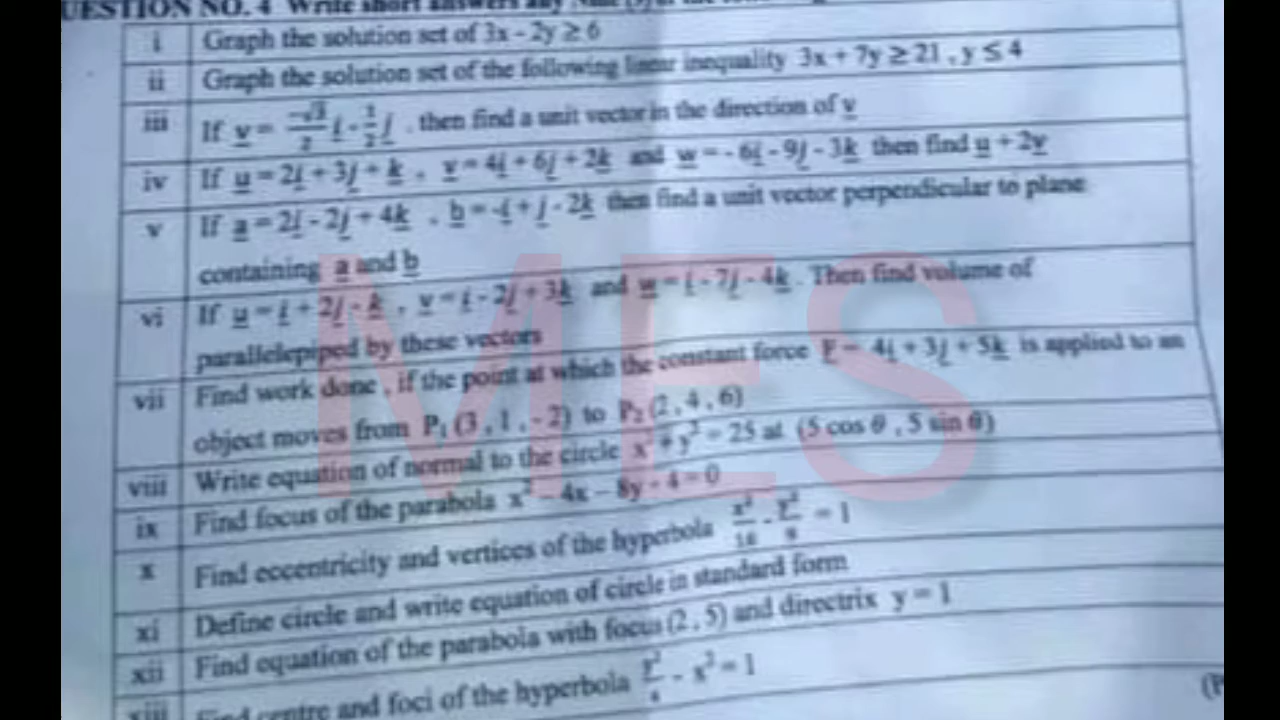 QUESTION NO. 4 Write short answers any
i Graph the solution set of 3x - 2y ≥ 6
ii Graph the solution set of the following linear inequality 3x + 7y ≥ 21 , y ≤ 4
iii If v = -√3/2 i - 1/2 j . then find a unit vector in the direction of v
iv If u = 2i + 3j + k , v = 4i + 6j + 2k and w = - 6i - 9j - 3k then find u + 2v
v If a = 2i - 2j + 4k , b = -i + j - 2k then find a unit vector perpendicular to plane
containing a and b
vi If u = i + 2j - k , v = i - 2j + 3k and w = i - 7j - 4k . Then find volume of
parallelepiped by these vectors
vii Find work done , if the point at which the constant force F = 4i + 3j + 5k is applied to an
object moves from P₁ (3 , 1 , - 2) to P₂ (2 , 4 , 6)
viii Write equation of normal to the circle x² + y² = 25 at (5 cos θ , 5 sin θ)
ix Find focus of the parabola x² - 4x - 8y - 4 = 0
x Find eccentricity and vertices of the hyperbola x²/16 - y²/9 = 1
xi Define circle and write equation of circle in standard form
xii Find equation of the parabola with focus (2 , 5) and directrix y = 1
xiii Find centre and foci of the hyperbola y²/4 - x² = 1
(P
MES